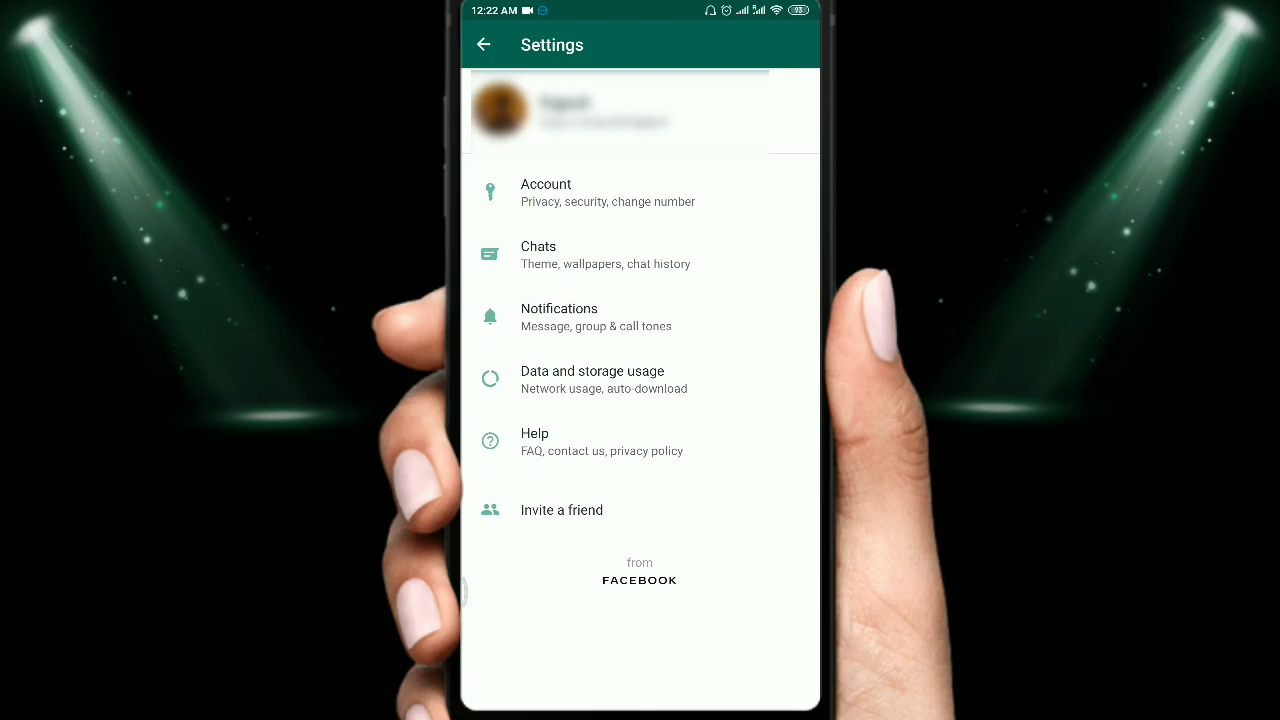 12:22 AM
93
Settings
Account
Privacy, security, change number
Chats
Theme, wallpapers, chat history
Notifications
Message, group & call tones
Data and storage usage
Network usage, auto-download
Help
FAQ, contact us, privacy policy
Invite a friend
from
FACEBOOK